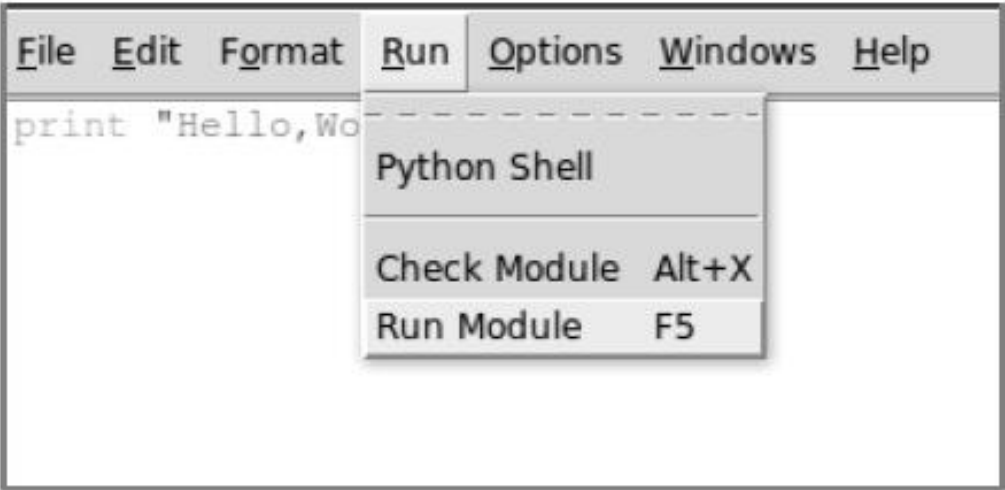 File Edit Format Run Options Windows Help
print "Hello,Wo
Python Shell
Check Module Alt+X
Run Module F5